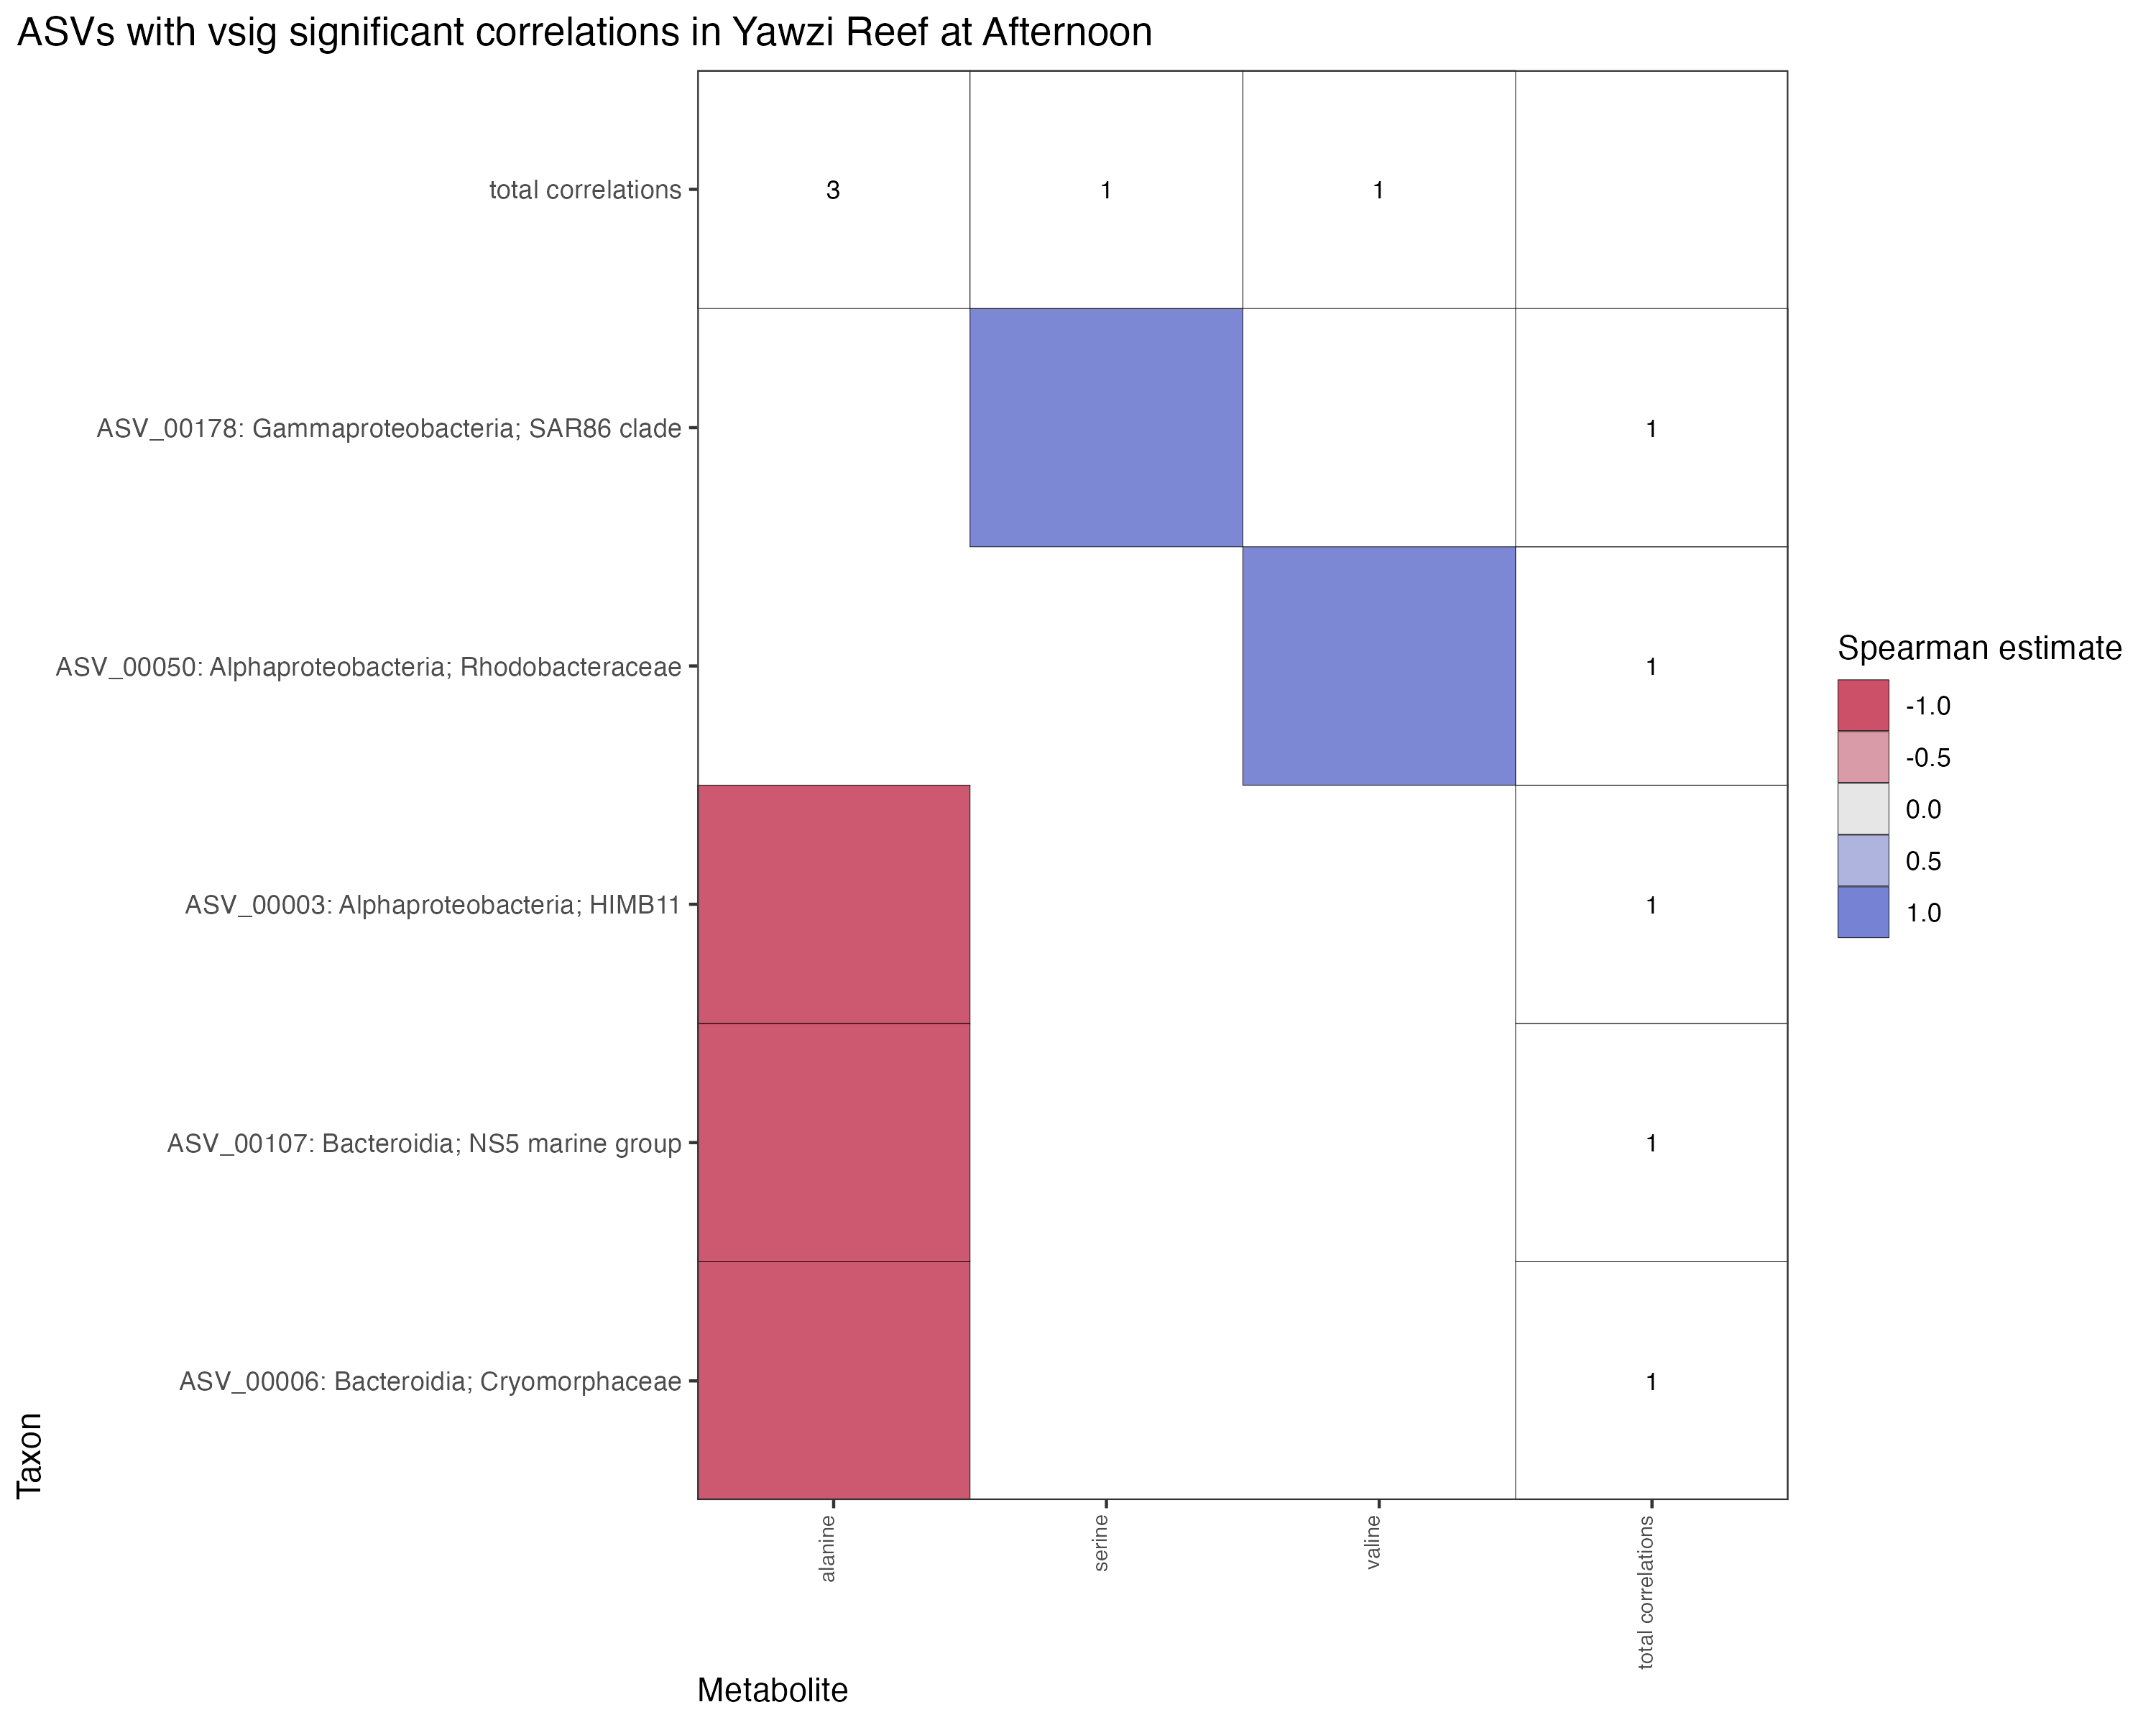 ASVs with vsig significant correlations in Yawzi Reef at Afternoon
total correlations
3
1
1
ASV_00178: Gammaproteobacteria; SAR86 clade
1
ASV_00050: Alphaproteobacteria; Rhodobacteraceae
1
ASV_00003: Alphaproteobacteria; HIMB11
1
ASV_00107: Bacteroidia; NS5 marine group
1
ASV_00006: Bacteroidia; Cryomorphaceae
1
Taxon
alanine
serine
valine
total correlations
Metabolite
Spearman estimate
-1.0
-0.5
0.0
0.5
1.0